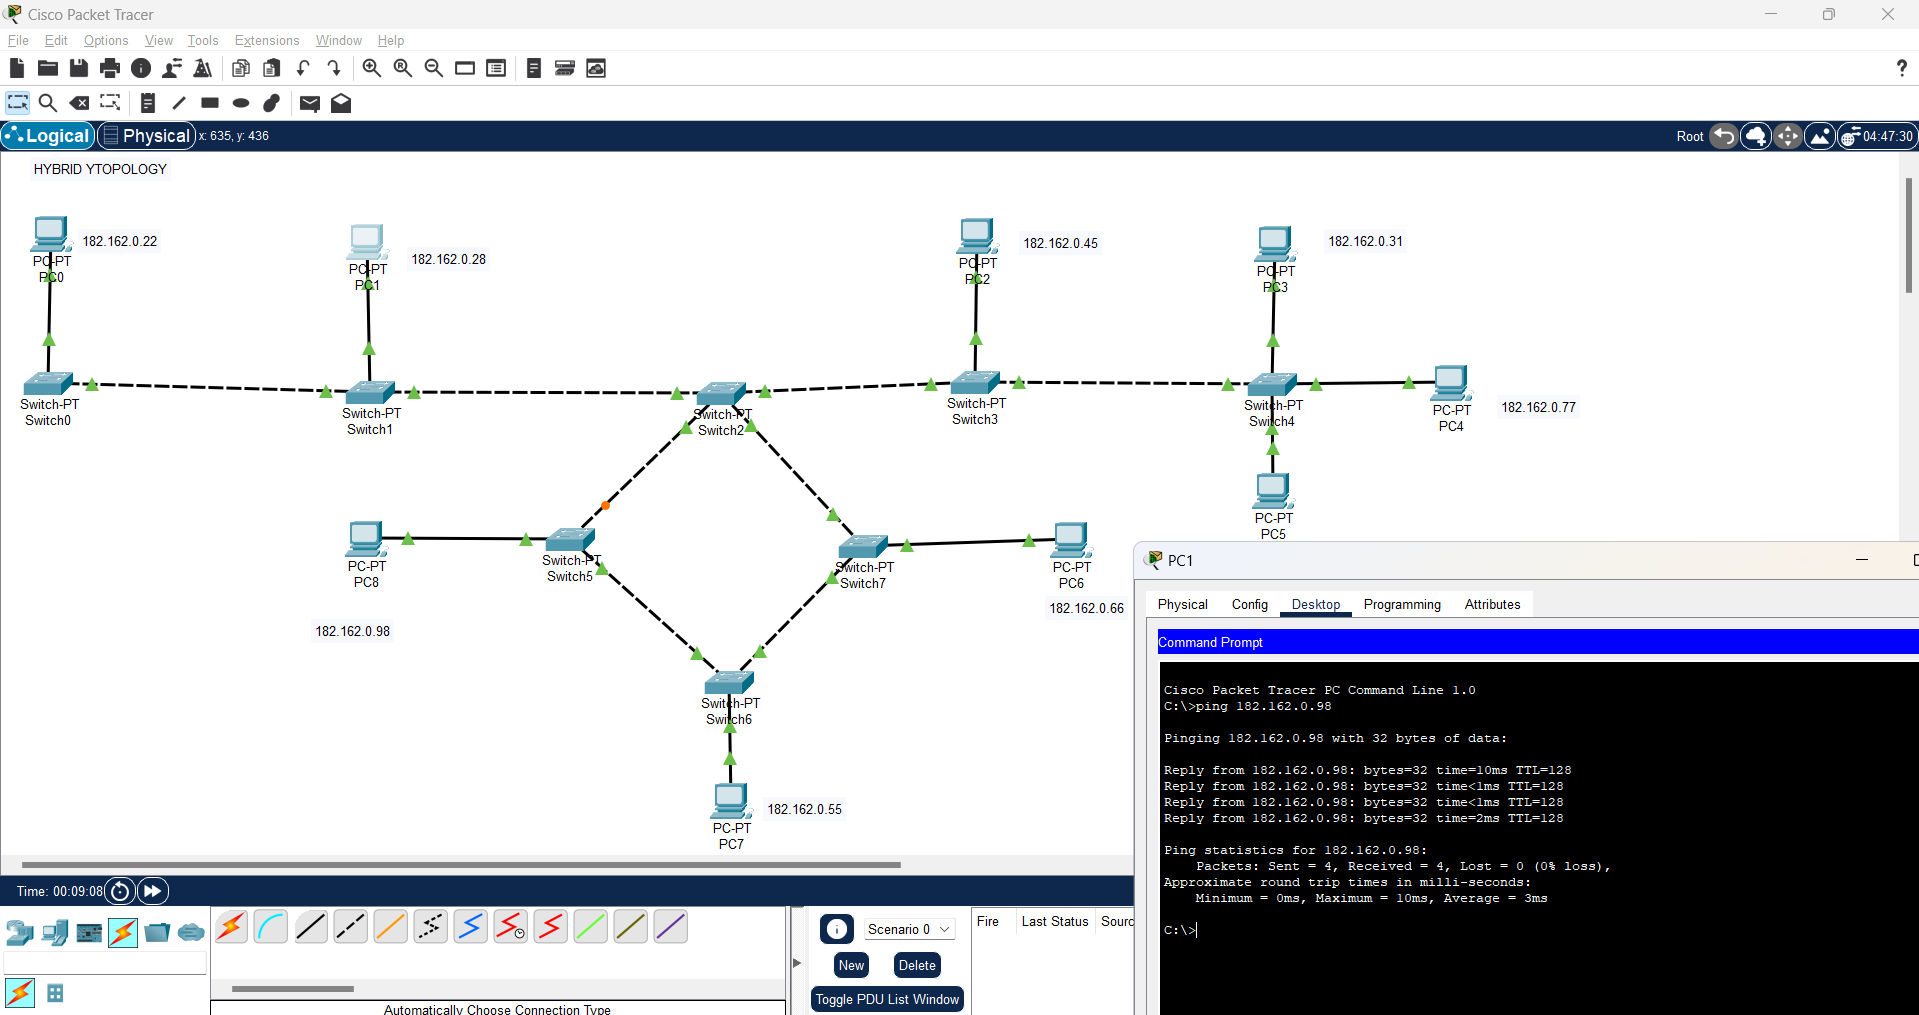 Cisco Packet Tracer
File Edit Options View Tools Extensions Window Help
?
Logical Physical x: 635, y: 436 Root 04:47:30
HYBRID YTOPOLOGY
182.162.0.22
PC-PT
PC0
182.162.0.28
PC-PT
PC1
182.162.0.45
PC-PT
PC2
182.162.0.31
PC-PT
PC3
Switch-PT
Switch0
Switch-PT
Switch1
Switch-PT
Switch2
Switch-PT
Switch3
Switch-PT
Switch4
PC-PT
PC4
182.162.0.77
PC-PT
PC5
PC-PT
PC8
182.162.0.98
Switch-PT
Switch5
Switch-PT
Switch7
PC-PT
PC6
182.162.0.66
Switch-PT
Switch6
PC-PT
PC7
182.162.0.55
PC1
Physical Config Desktop Programming Attributes
Command Prompt
Cisco Packet Tracer PC Command Line 1.0
C:\>ping 182.162.0.98
Pinging 182.162.0.98 with 32 bytes of data:
Reply from 182.162.0.98: bytes=32 time=10ms TTL=128
Reply from 182.162.0.98: bytes=32 time<1ms TTL=128
Reply from 182.162.0.98: bytes=32 time<1ms TTL=128
Reply from 182.162.0.98: bytes=32 time=2ms TTL=128
Ping statistics for 182.162.0.98:
Packets: Sent = 4, Received = 4, Lost = 0 (0% loss),
Approximate round trip times in milli-seconds:
Minimum = 0ms, Maximum = 10ms, Average = 3ms
C:\>
Time: 00:09:08
Scenario 0
New Delete
Toggle PDU List Window
Fire Last Status Sourc
Automatically Choose Connection Type